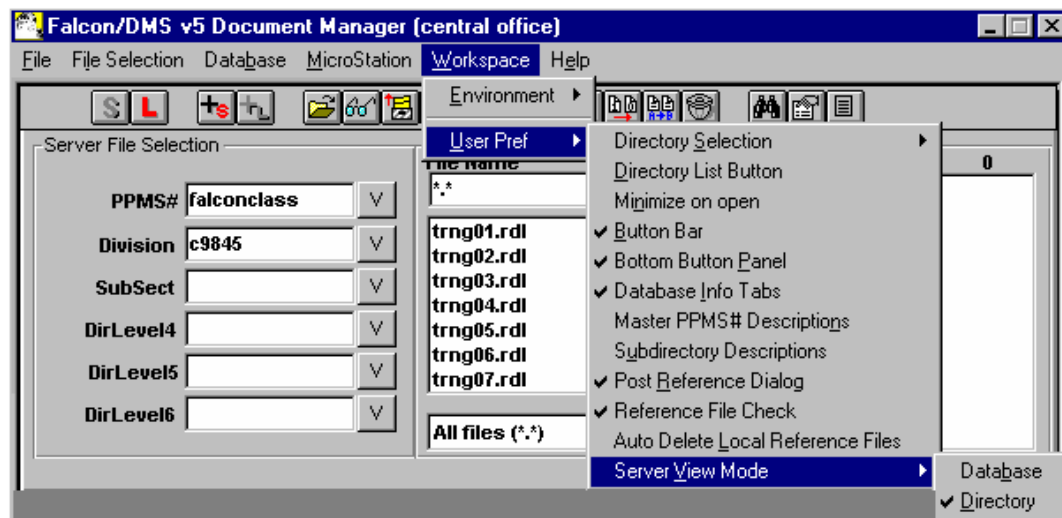 Falcon/DMS v5 Document Manager (central office)
File File Selection Database MicroStation Workspace Help
S L +s +L
Environment
User Pref
Server File Selection
PPMS# falconclass V
Division c9845 V
SubSect V
DirLevel4 V
DirLevel5 V
DirLevel6 V
File Name
*.*
trng01.rdl
trng02.rdl
trng03.rdl
trng04.rdl
trng05.rdl
trng06.rdl
trng07.rdl
All files (*.*)
0
Directory Selection
Directory List Button
Minimize on open
Button Bar
Bottom Button Panel
Database Info Tabs
Master PPMS# Descriptions
Subdirectory Descriptions
Post Reference Dialog
Reference File Check
Auto Delete Local Reference Files
Server View Mode
Database
Directory